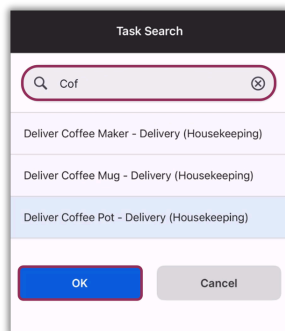 Task Search
Cof
Deliver Coffee Maker - Delivery (Housekeeping)
Deliver Coffee Mug - Delivery (Housekeeping)
Deliver Coffee Pot - Delivery (Housekeeping)
OK Cancel